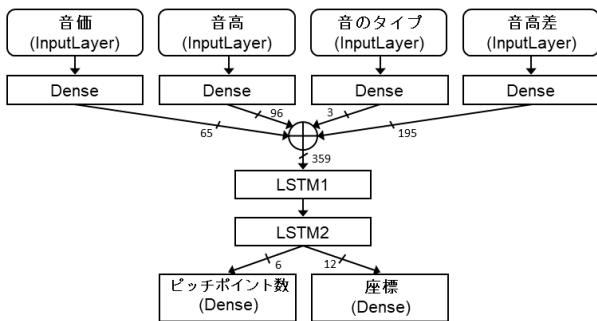 音価
(InputLayer)
音高
(InputLayer)
音のタイプ
(InputLayer)
音高差
(InputLayer)
Dense
Dense
Dense
Dense
65
96
3
195
359
LSTM1
LSTM2
6
12
ピッチポイント数
(Dense)
座標
(Dense)